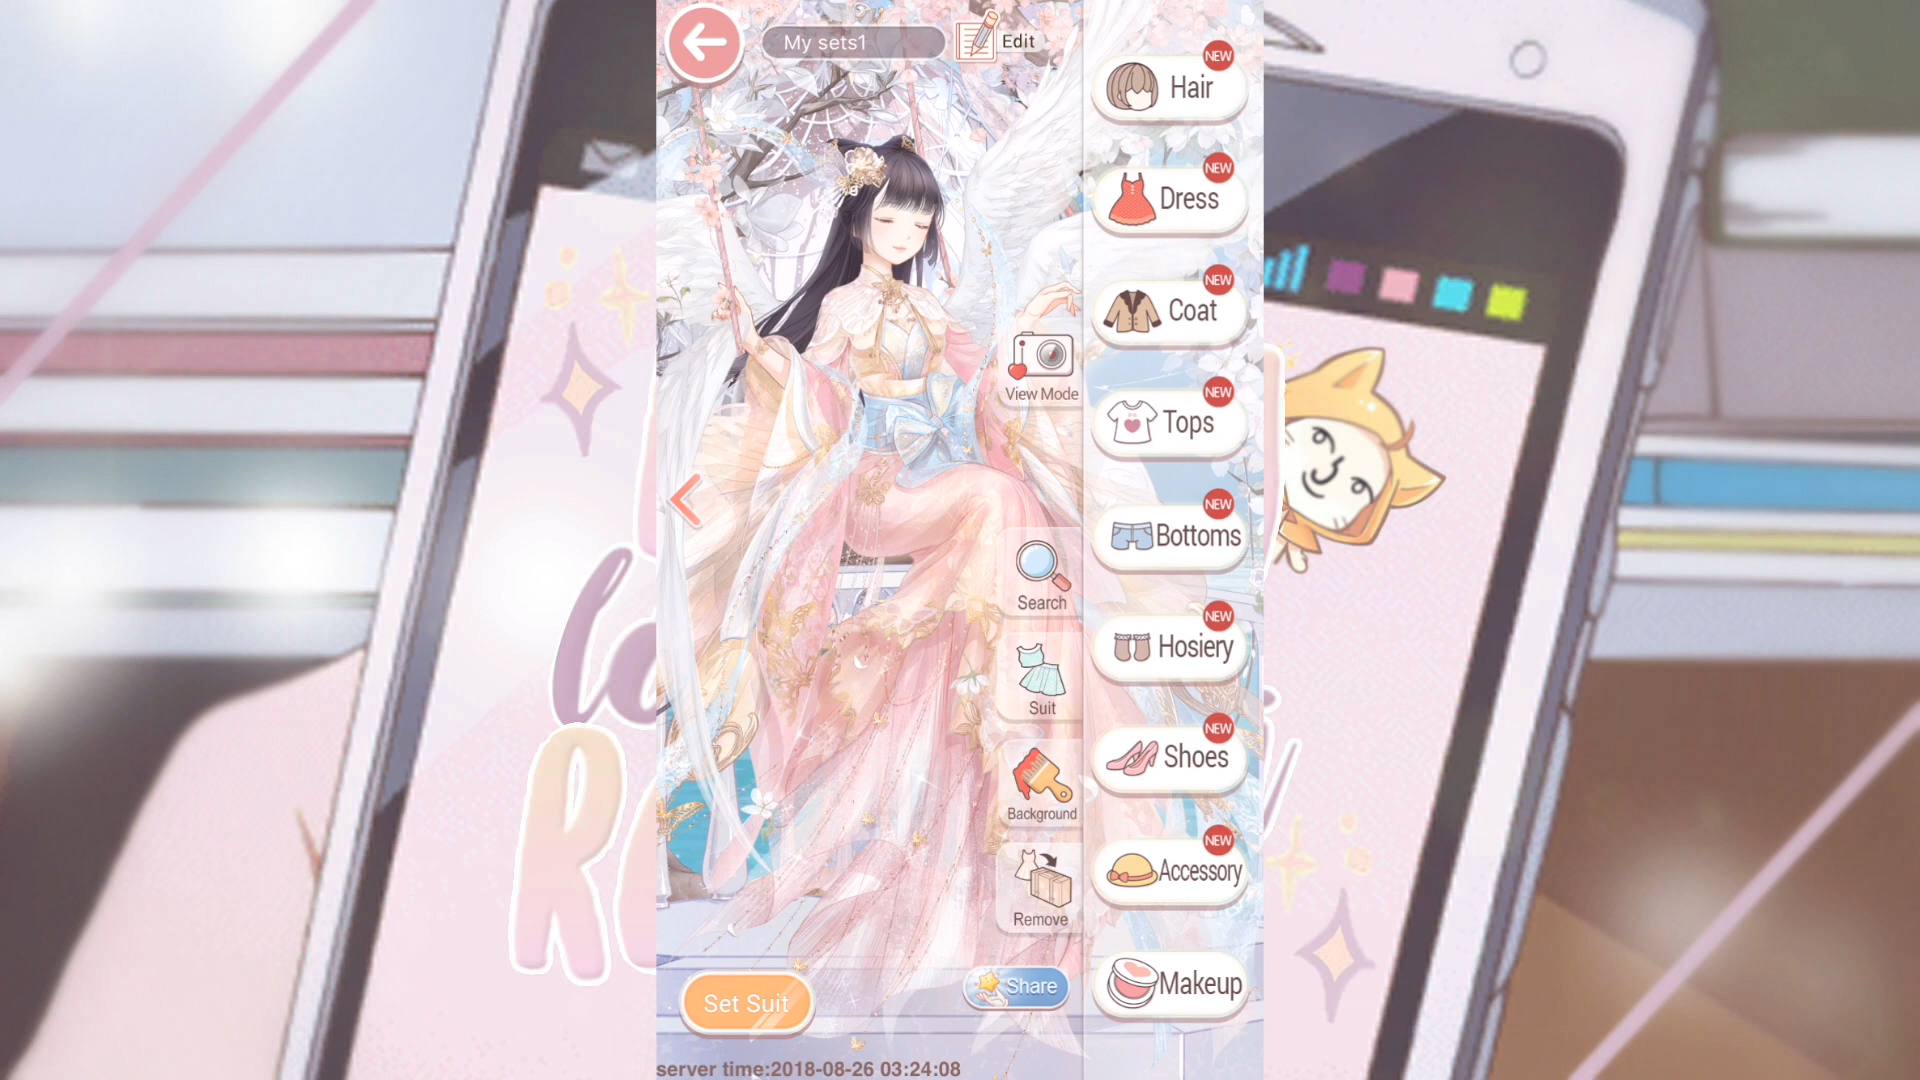 My sets1
Edit
NEW
Hair
NEW
Dress
NEW
Coat
View Mode
NEW
Tops
NEW
Bottoms
Search
NEW
Hosiery
Suit
NEW
Shoes
Background
NEW
Accessory
Remove
Makeup
Share
Set Suit
server time:2018-08-26 03:24:08